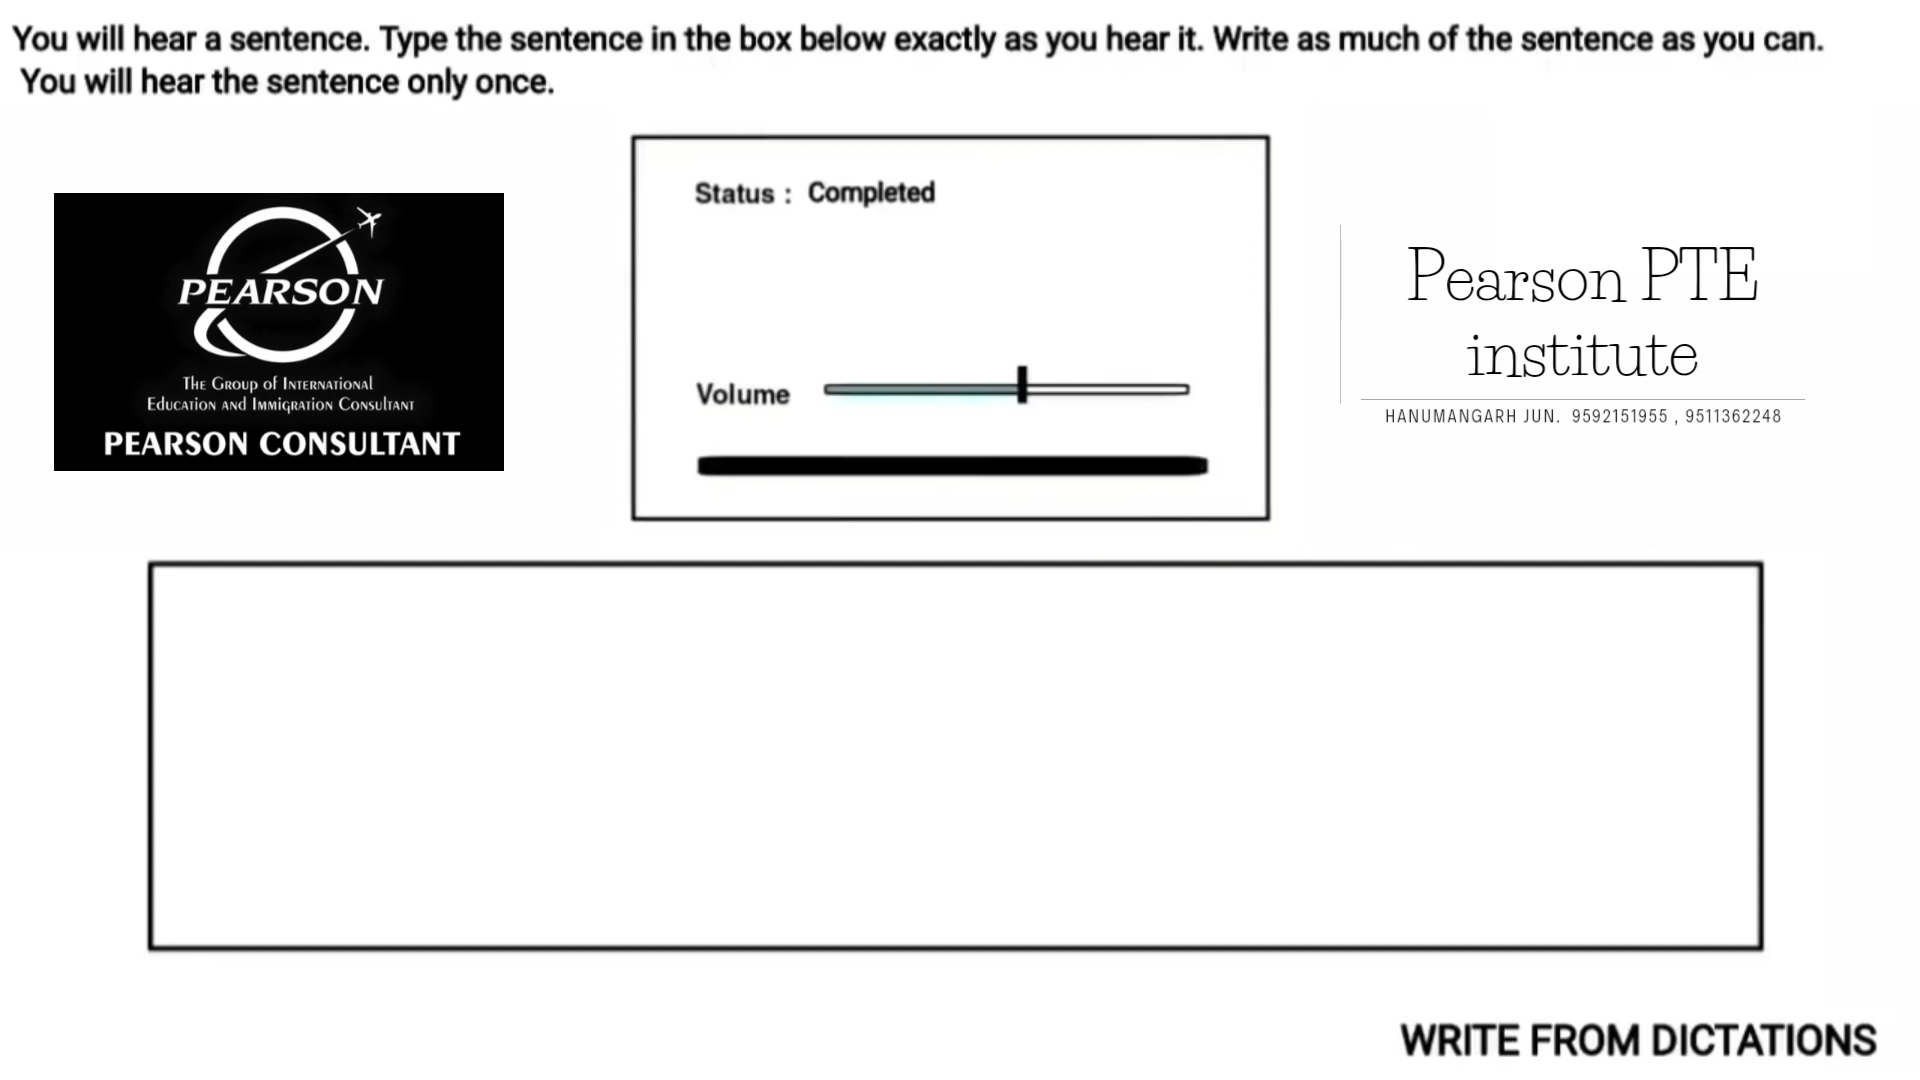 You will hear a sentence. Type the sentence in the box below exactly as you hear it. Write as much of the sentence as you can.
You will hear the sentence only once.
Status : Completed
Volume
PEARSON
The Group of International
Education and Immigration Consultant
PEARSON CONSULTANT
Pearson PTE
institute
HANUMANGARH JUN. 9592151955 , 9511362248
WRITE FROM DICTATIONS